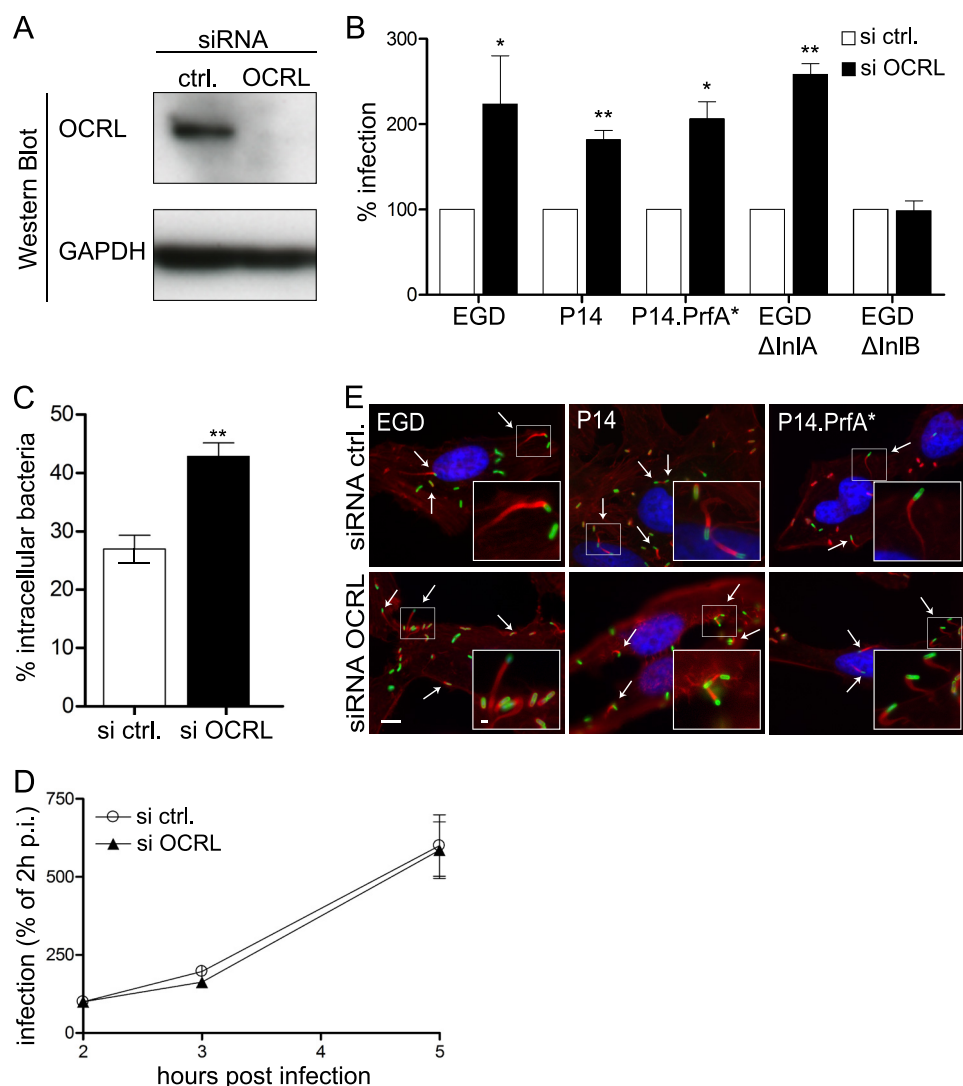 A
siRNA
ctrl. OCRL
Western Blot
OCRL
GAPDH
B
si ctrl.
si OCRL
% infection
300
200
100
0
* ** * **
EGD P14 P14.PrfA* EGD ΔInlA EGD ΔInlB
C
% intracellular bacteria
50
40
30
20
10
0
**
si ctrl. si OCRL
E
siRNA ctrl.
siRNA OCRL
EGD P14 P14.PrfA*
D
si ctrl.
si OCRL
infection (% of 2h p.i.)
750
500
250
0
2 3 4 5
hours post infection